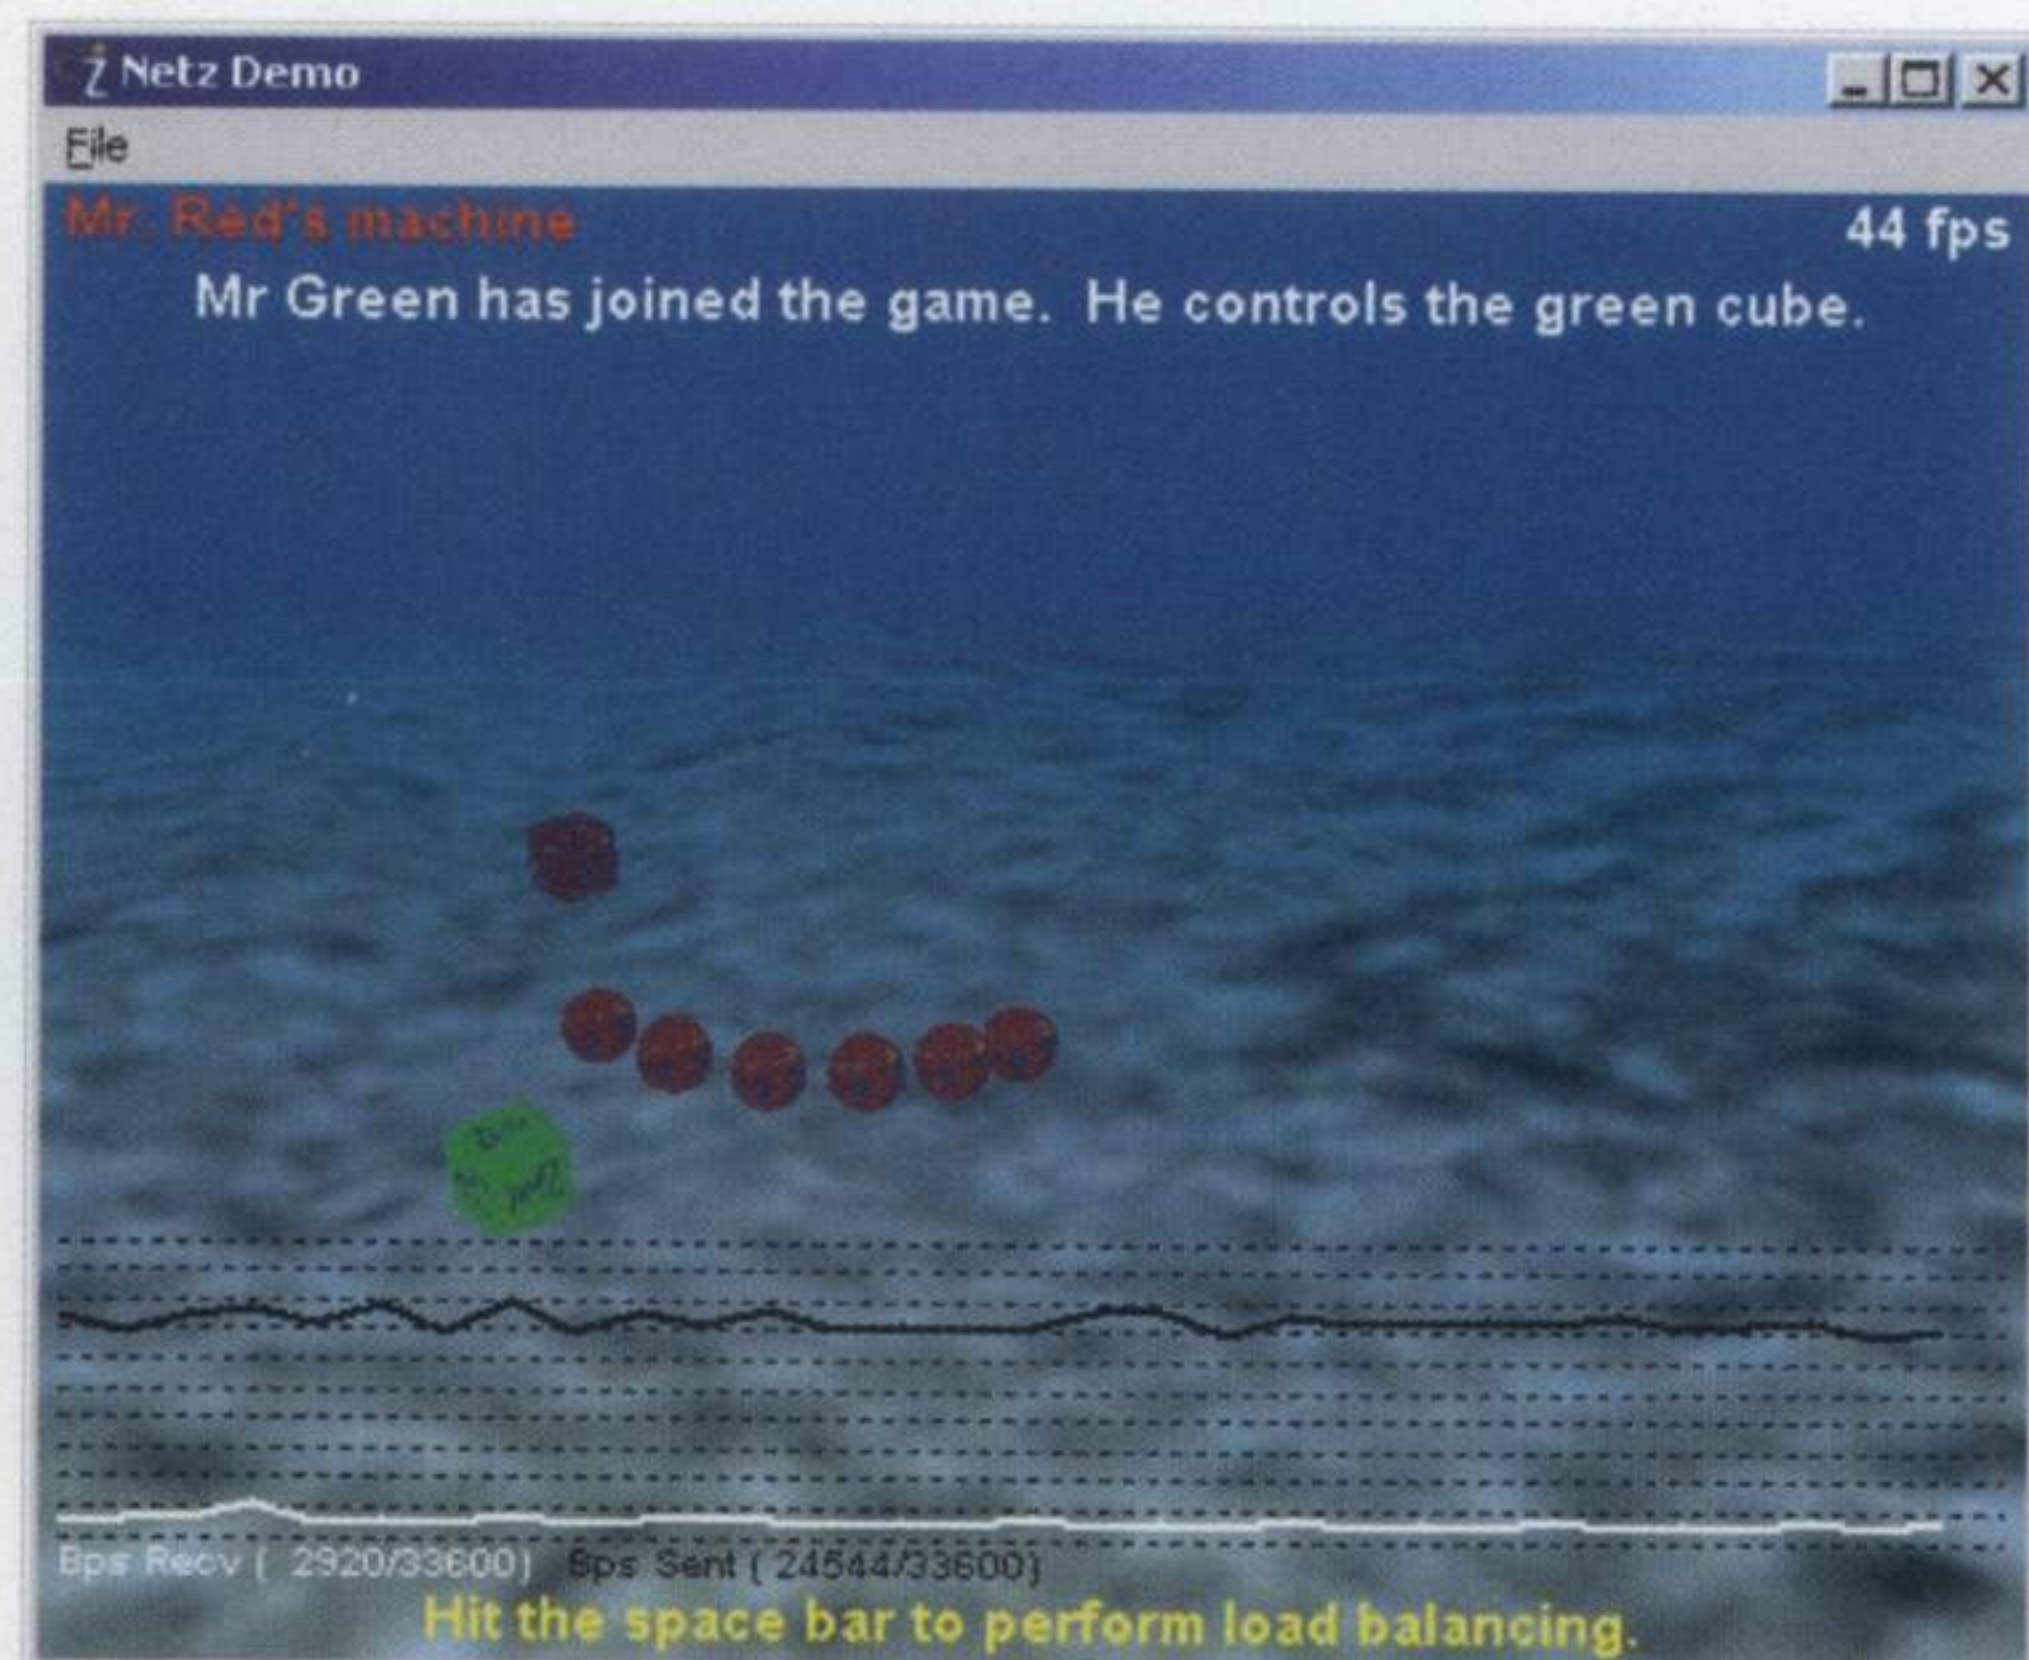 Netz Demo
File
Mr. Red's machine
44 fps
Mr Green has joined the game. He controls the green cube.
Bps Recv ( 2920/33600) Bps Sent ( 24544/33600)
Hit the space bar to perform load balancing.